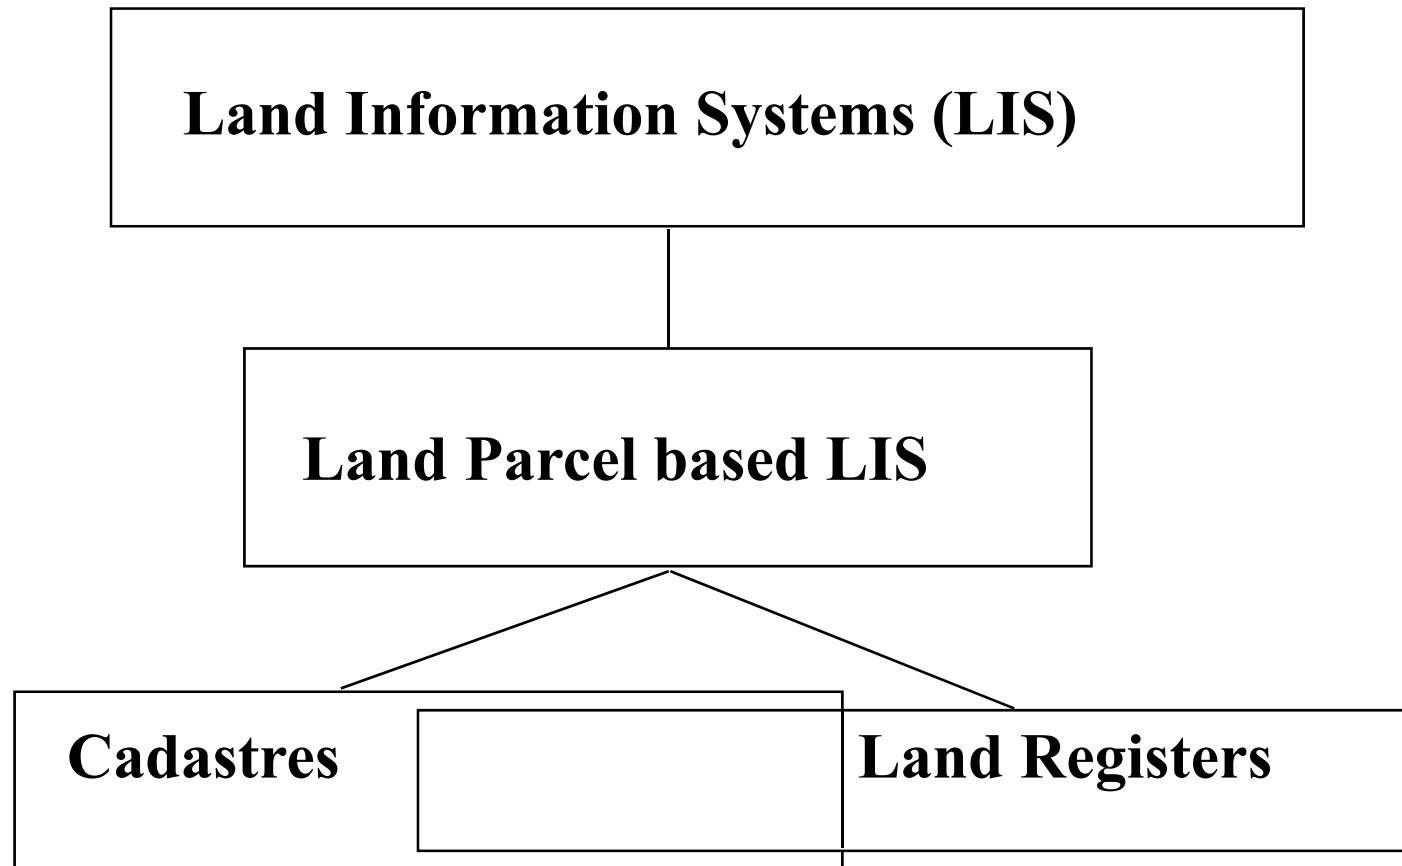 Land Information Systems (LIS)
Land Parcel based LIS
Cadastres
Land Registers